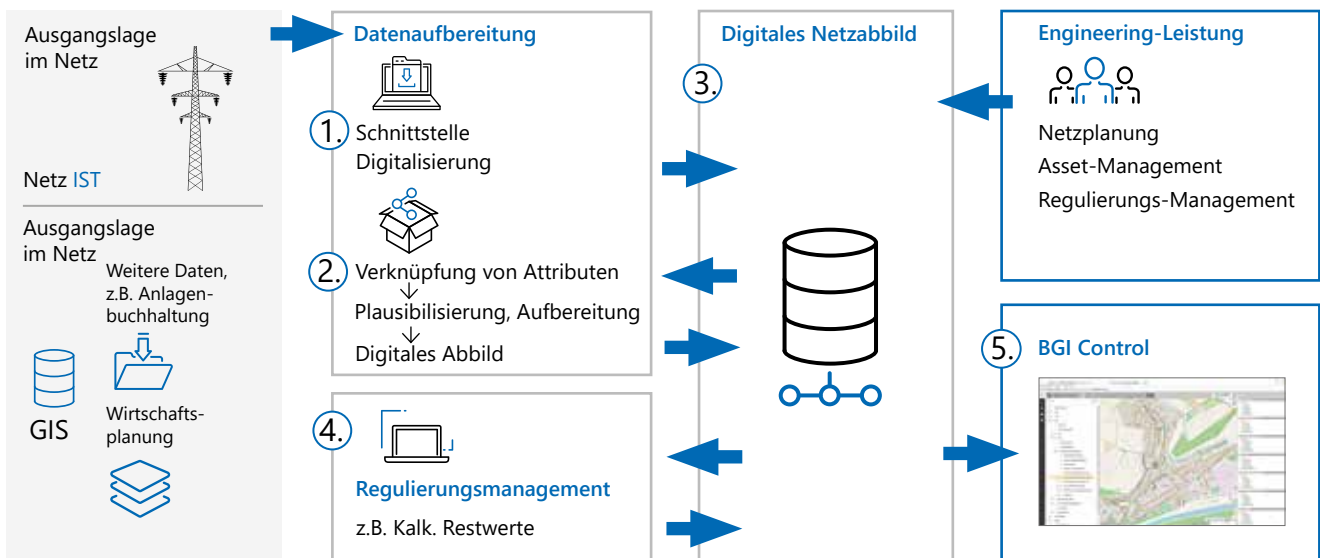 Ausgangslage
im Netz
Netz IST
Ausgangslage
im Netz
Weitere Daten,
z.B. Anlagen-
buchhaltung
GIS
Wirtschafts-
planung
Datenaufbereitung
1.
Schnittstelle
Digitalisierung
2.
Verknüpfung von Attributen
Plausibilisierung, Aufbereitung
Digitales Abbild
4.
Regulierungsmanagement
z.B. Kalk. Restwerte
Digitales Netzabbild
3.
Engineering-Leistung
Netzplanung
Asset-Management
Regulierungs-Management
5.
BGI Control